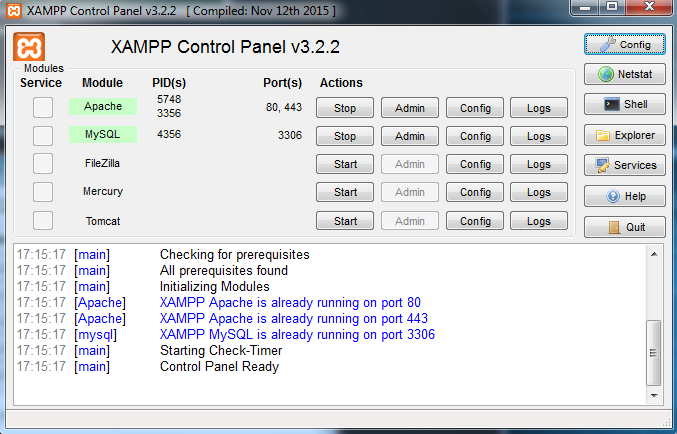 XAMPP Control Panel v3.2.2 [ Compiled: Nov 12th 2015 ]
XAMPP Control Panel v3.2.2
Config
Modules
Service Module PID(s) Port(s) Actions
Netstat
Apache 5748 3356 80, 443 Stop Admin Config Logs
Shell
MySQL 4356 3306 Stop Admin Config Logs
Explorer
FileZilla Start Admin Config Logs
Services
Mercury Start Admin Config Logs
Help
Tomcat Start Admin Config Logs
Quit
17:15:17 [main] Checking for prerequisites
17:15:17 [main] All prerequisites found
17:15:17 [main] Initializing Modules
17:15:17 [Apache] XAMPP Apache is already running on port 80
17:15:17 [Apache] XAMPP Apache is already running on port 443
17:15:17 [mysql] XAMPP MySQL is already running on port 3306
17:15:17 [main] Starting Check-Timer
17:15:17 [main] Control Panel Ready